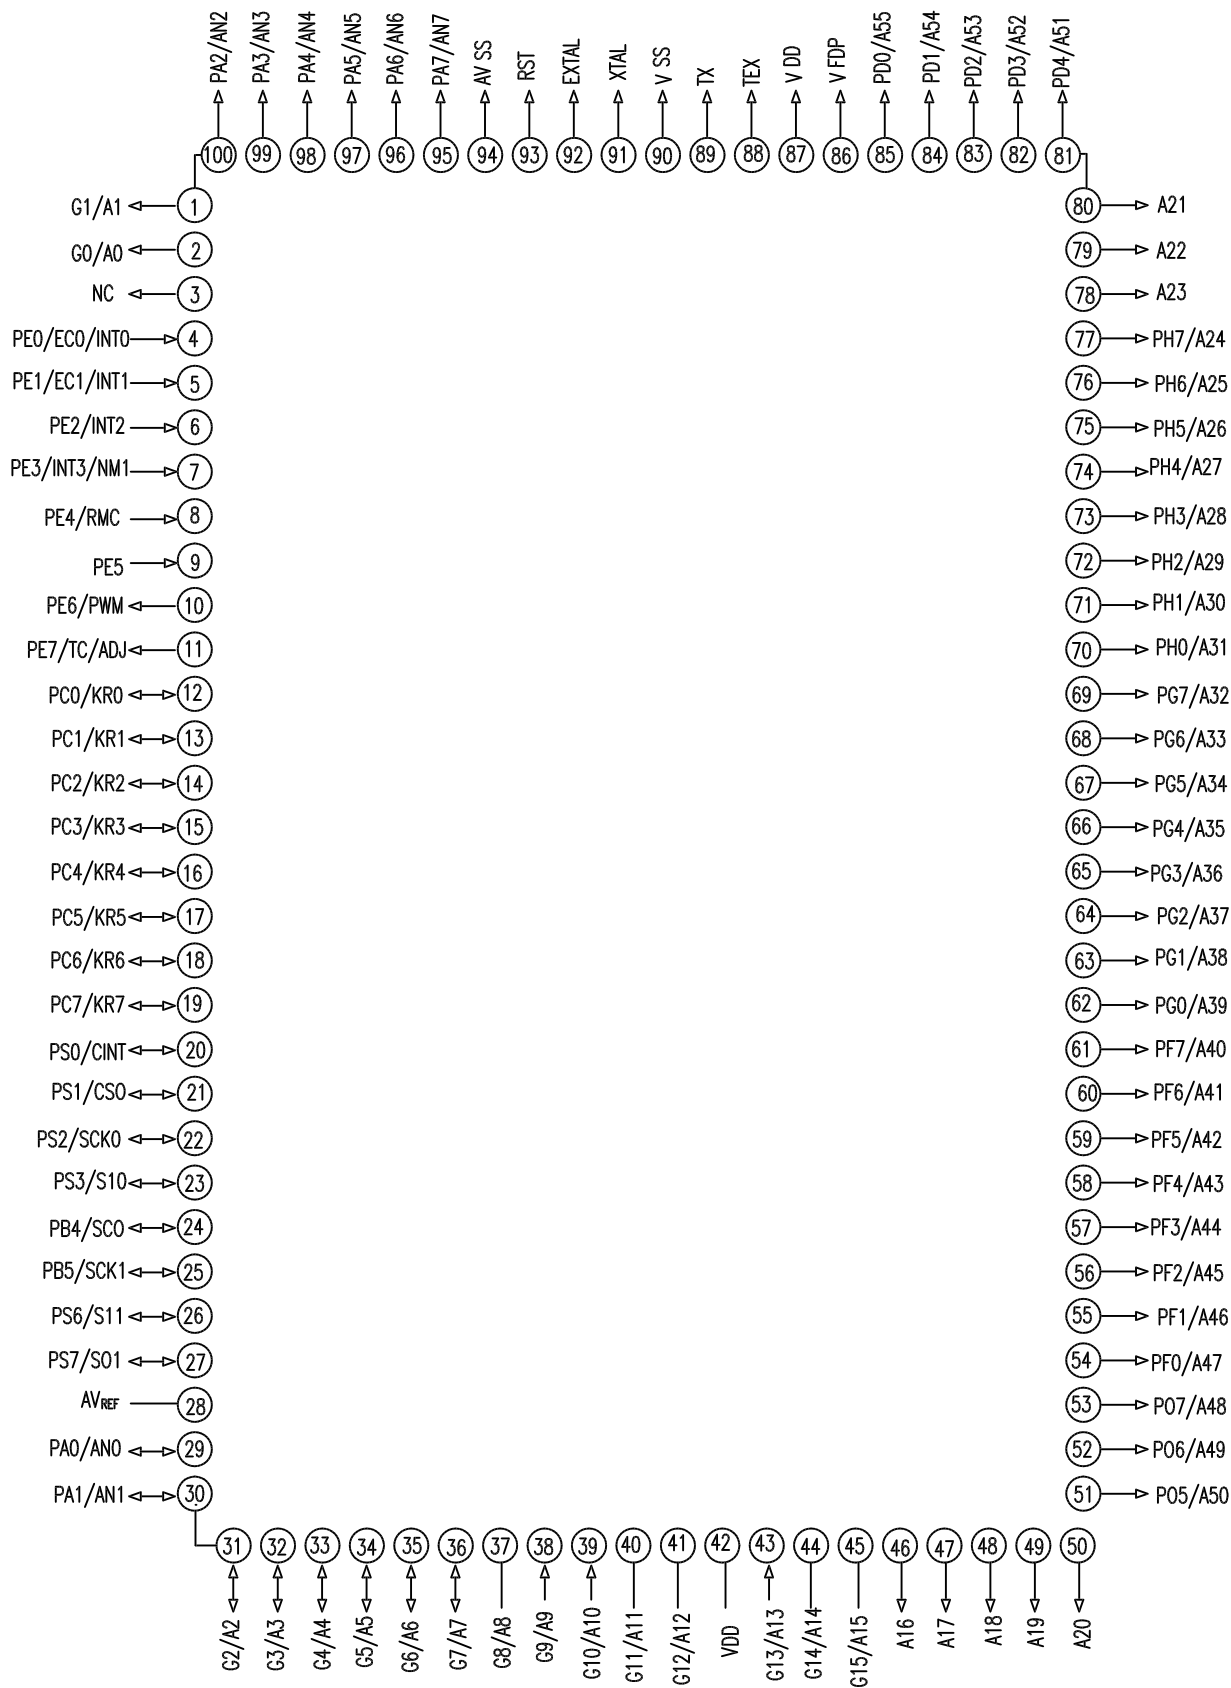 PA2/AN2
PA3/AN3
PA4/AN4
PA5/AN5
PA6/AN6
PA7/AN7
AV SS
RST
EXTAL
XTAL
V SS
TX
TEX
V DD
V FDP
PD0/A55
PD1/A54
PD2/A53
PD3/A52
PD4/A51
100
99
98
97
96
95
94
93
92
91
90
89
88
87
86
85
84
83
82
81
G1/A1 1
G0/A0 2
NC 3
PE0/EC0/INT0 4
PE1/EC1/INT1 5
PE2/INT2 6
PE3/INT3/NM1 7
PE4/RMC 8
PE5 9
PE6/PWM 10
PE7/TC/ADJ 11
PC0/KR0 12
PC1/KR1 13
PC2/KR2 14
PC3/KR3 15
PC4/KR4 16
PC5/KR5 17
PC6/KR6 18
PC7/KR7 19
PS0/CINT 20
PS1/CS0 21
PS2/SCK0 22
PS3/S10 23
PB4/SC0 24
PB5/SCK1 25
PS6/S11 26
PS7/S01 27
AVREF 28
PA0/AN0 29
PA1/AN1 30
80 A21
79 A22
78 A23
77 PH7/A24
76 PH6/A25
75 PH5/A26
74 PH4/A27
73 PH3/A28
72 PH2/A29
71 PH1/A30
70 PH0/A31
69 PG7/A32
68 PG6/A33
67 PG5/A34
66 PG4/A35
65 PG3/A36
64 PG2/A37
63 PG1/A38
62 PG0/A39
61 PF7/A40
60 PF6/A41
59 PF5/A42
58 PF4/A43
57 PF3/A44
56 PF2/A45
55 PF1/A46
54 PF0/A47
53 P07/A48
52 P06/A49
51 P05/A50
31
32
33
34
35
36
37
38
39
40
41
42
43
44
45
46
47
48
49
50
G2/A2
G3/A3
G4/A4
G5/A5
G6/A6
G7/A7
G8/A8
G9/A9
G10/A10
G11/A11
G12/A12
VDD
G13/A13
G14/A14
G15/A15
A16
A17
A18
A19
A20